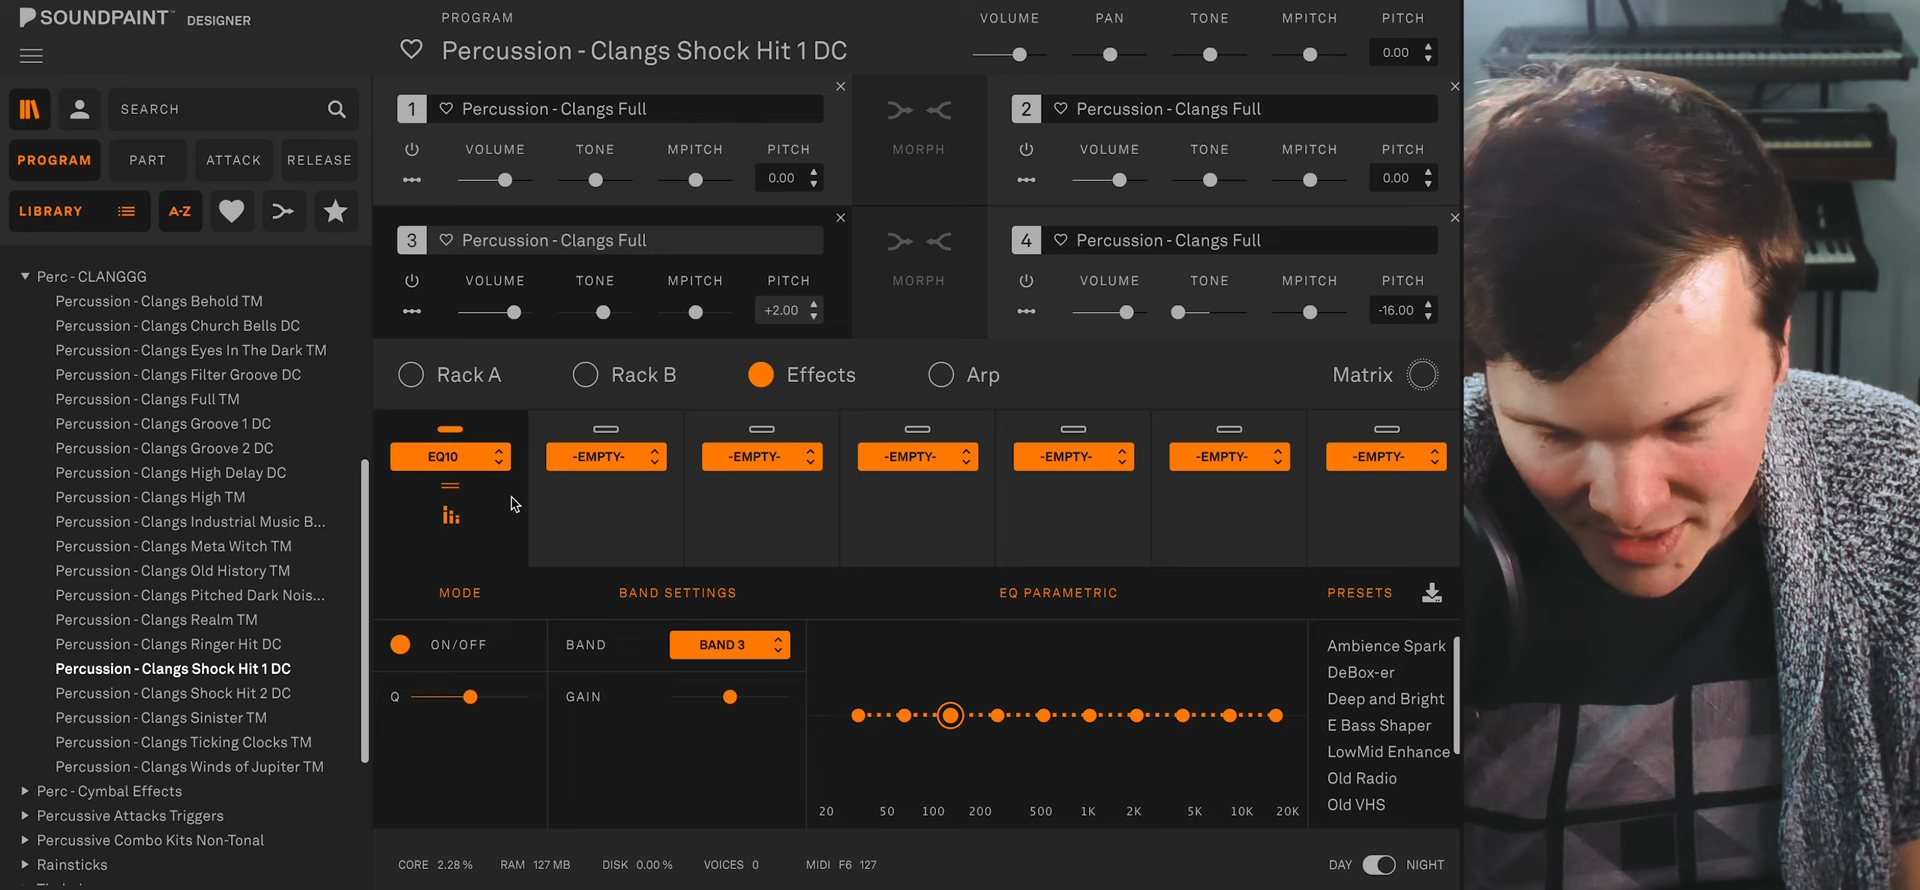 SOUNDPAINT™ DESIGNER
PROGRAM
Percussion - Clangs Shock Hit 1 DC
VOLUME PAN TONE MPITCH PITCH
0.00
SEARCH
PROGRAM PART ATTACK RELEASE
LIBRARY A-Z
Perc - CLANGGG
Percussion - Clangs Behold TM
Percussion - Clangs Church Bells DC
Percussion - Clangs Eyes In The Dark TM
Percussion - Clangs Filter Groove DC
Percussion - Clangs Full TM
Percussion - Clangs Groove 1 DC
Percussion - Clangs Groove 2 DC
Percussion - Clangs High Delay DC
Percussion - Clangs High TM
Percussion - Clangs Industrial Music B...
Percussion - Clangs Meta Witch TM
Percussion - Clangs Old History TM
Percussion - Clangs Pitched Dark Nois...
Percussion - Clangs Realm TM
Percussion - Clangs Ringer Hit DC
Percussion - Clangs Shock Hit 1 DC
Percussion - Clangs Shock Hit 2 DC
Percussion - Clangs Sinister TM
Percussion - Clangs Ticking Clocks TM
Percussion - Clangs Winds of Jupiter TM
Perc - Cymbal Effects
Percussive Attacks Triggers
Percussive Combo Kits Non-Tonal
Rainsticks
1 Percussion - Clangs Full
VOLUME TONE MPITCH PITCH
0.00
MORPH
2 Percussion - Clangs Full
VOLUME TONE MPITCH PITCH
0.00
3 Percussion - Clangs Full
VOLUME TONE MPITCH PITCH
+2.00
MORPH
4 Percussion - Clangs Full
VOLUME TONE MPITCH PITCH
-16.00
Rack A Rack B Effects Arp Matrix
EQ10 -EMPTY- -EMPTY- -EMPTY- -EMPTY- -EMPTY- -EMPTY-
MODE BAND SETTINGS EQ PARAMETRIC PRESETS
ON/OFF
Q
BAND BAND 3
GAIN
20 50 100 200 500 1K 2K 5K 10K 20K
Ambience Spark
DeBox-er
Deep and Bright
E Bass Shaper
LowMid Enhance
Old Radio
Old VHS
CORE 2.28 % RAM 127 MB DISK 0.00 % VOICES 0 MIDI F6 127
DAY NIGHT